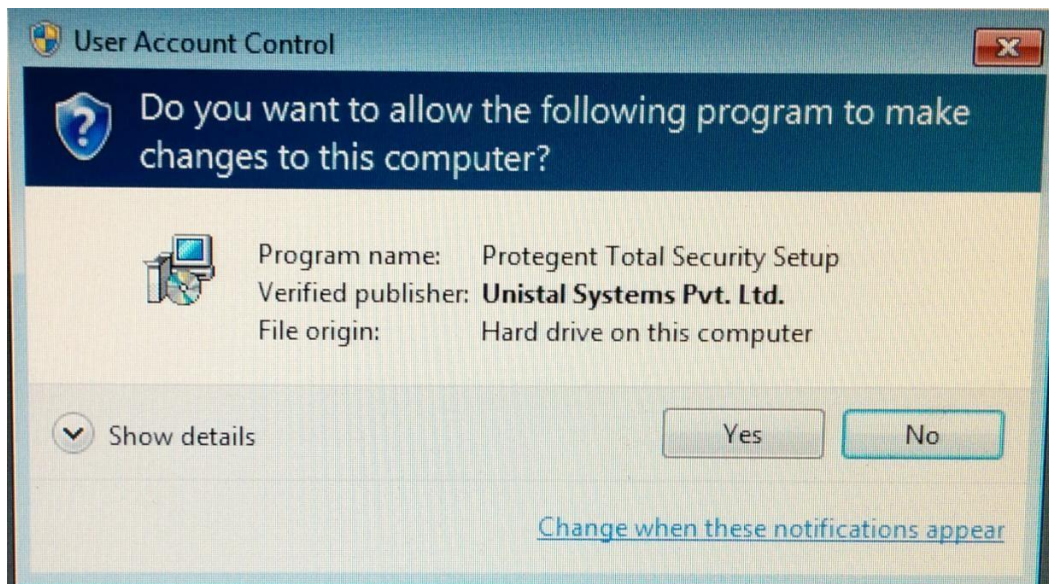 User Account Control
Do you want to allow the following program to make
changes to this computer?
Program name: Protegent Total Security Setup
Verified publisher: Unistal Systems Pvt. Ltd.
File origin: Hard drive on this computer
Show details
Yes
No
Change when these notifications appear